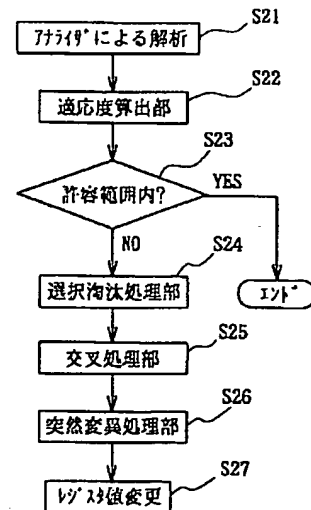 S21
ｱﾅﾗｲｻﾞによる解析
S22
適応度算出部
S23
許容範囲内?
YES
NO
ｴﾝﾄﾞ
S24
選択淘汰処理部
S25
交叉処理部
S26
突然変異処理部
S27
ﾚｼﾞｽﾀ値変更